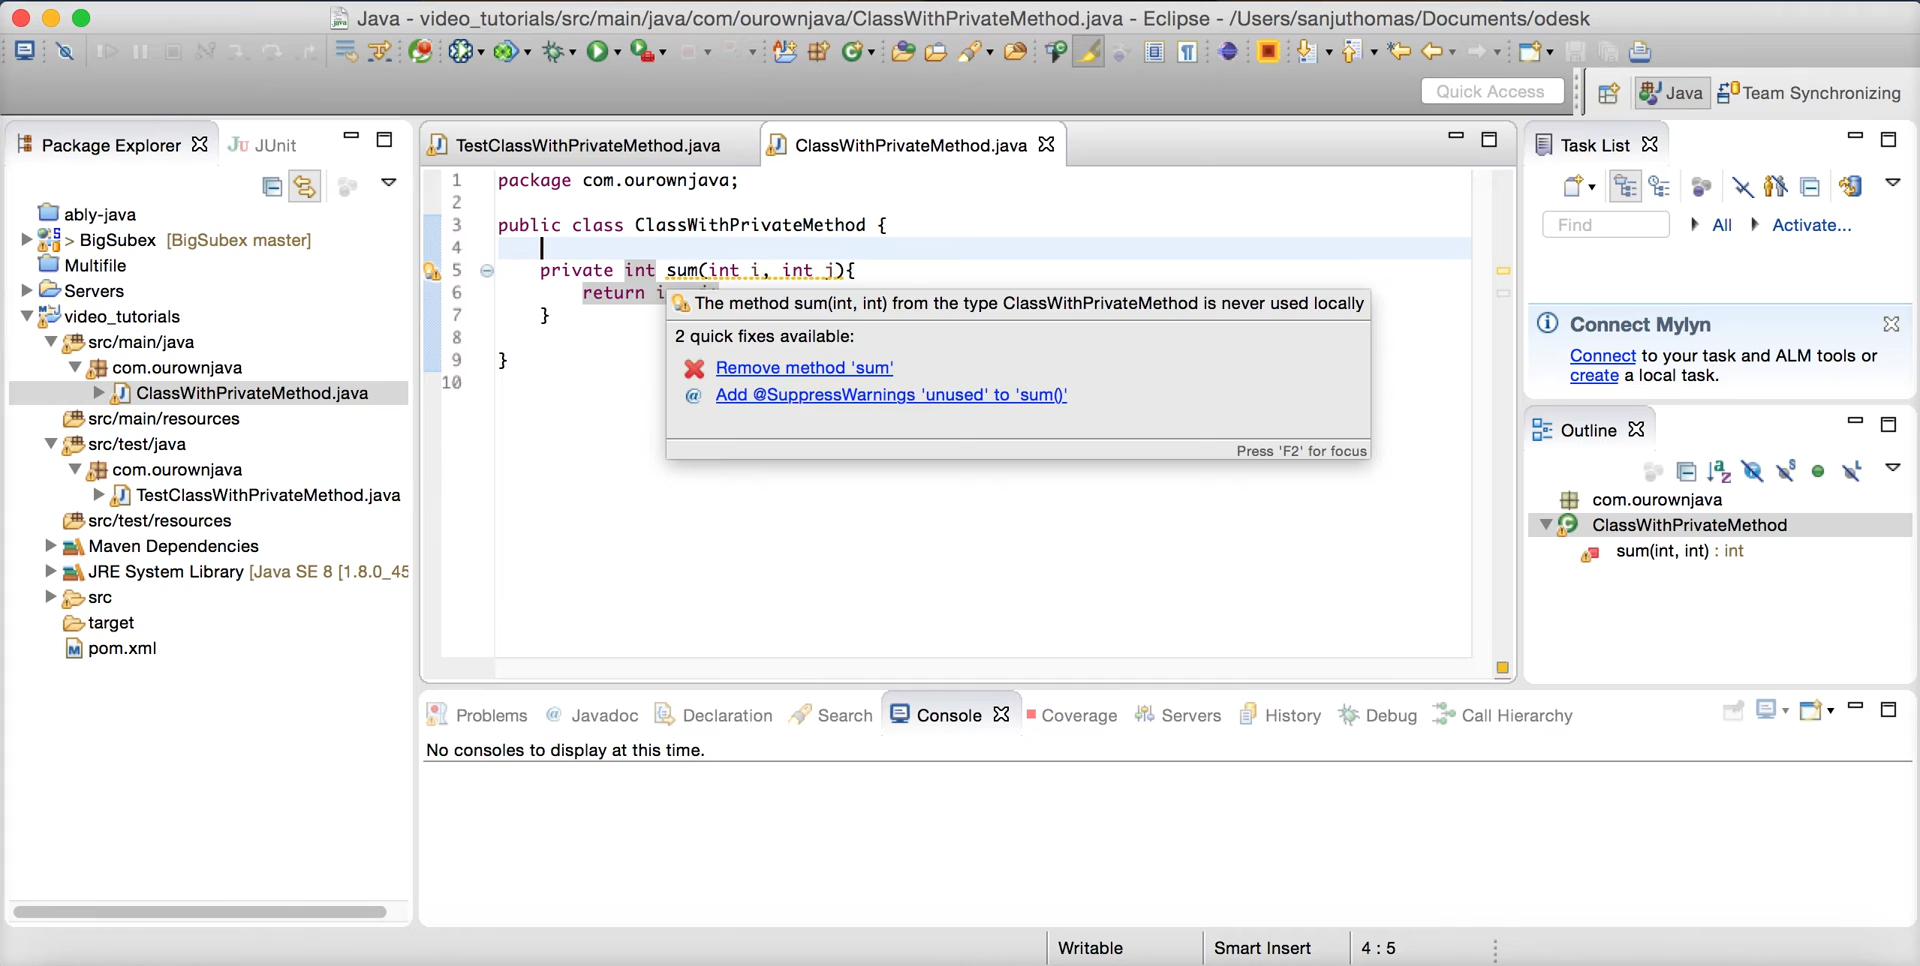 Java - video_tutorials/src/main/java/com/ourownjava/ClassWithPrivateMethod.java - Eclipse - /Users/sanjuthomas/Documents/odesk
Quick Access
Java
Team Synchronizing
Package Explorer
JUnit
ably-java
> BigSubex [BigSubex master]
Multifile
Servers
video_tutorials
src/main/java
com.ourownjava
ClassWithPrivateMethod.java
src/main/resources
src/test/java
com.ourownjava
TestClassWithPrivateMethod.java
src/test/resources
Maven Dependencies
JRE System Library [Java SE 8 [1.8.0_45
src
target
pom.xml
TestClassWithPrivateMethod.java
ClassWithPrivateMethod.java
1 package com.ourownjava;
2
3 public class ClassWithPrivateMethod {
4
5 private int sum(int i, int j){
6 return i
7 }
8
9 }
10
The method sum(int, int) from the type ClassWithPrivateMethod is never used locally
2 quick fixes available:
Remove method 'sum'
@ Add @SuppressWarnings 'unused' to 'sum()'
Press 'F2' for focus
Task List
Find
All
Activate...
Connect Mylyn
Connect to your task and ALM tools or
create a local task.
Outline
com.ourownjava
ClassWithPrivateMethod
sum(int, int) : int
Problems
@ Javadoc
Declaration
Search
Console
Coverage
Servers
History
Debug
Call Hierarchy
No consoles to display at this time.
Writable
Smart Insert
4 : 5